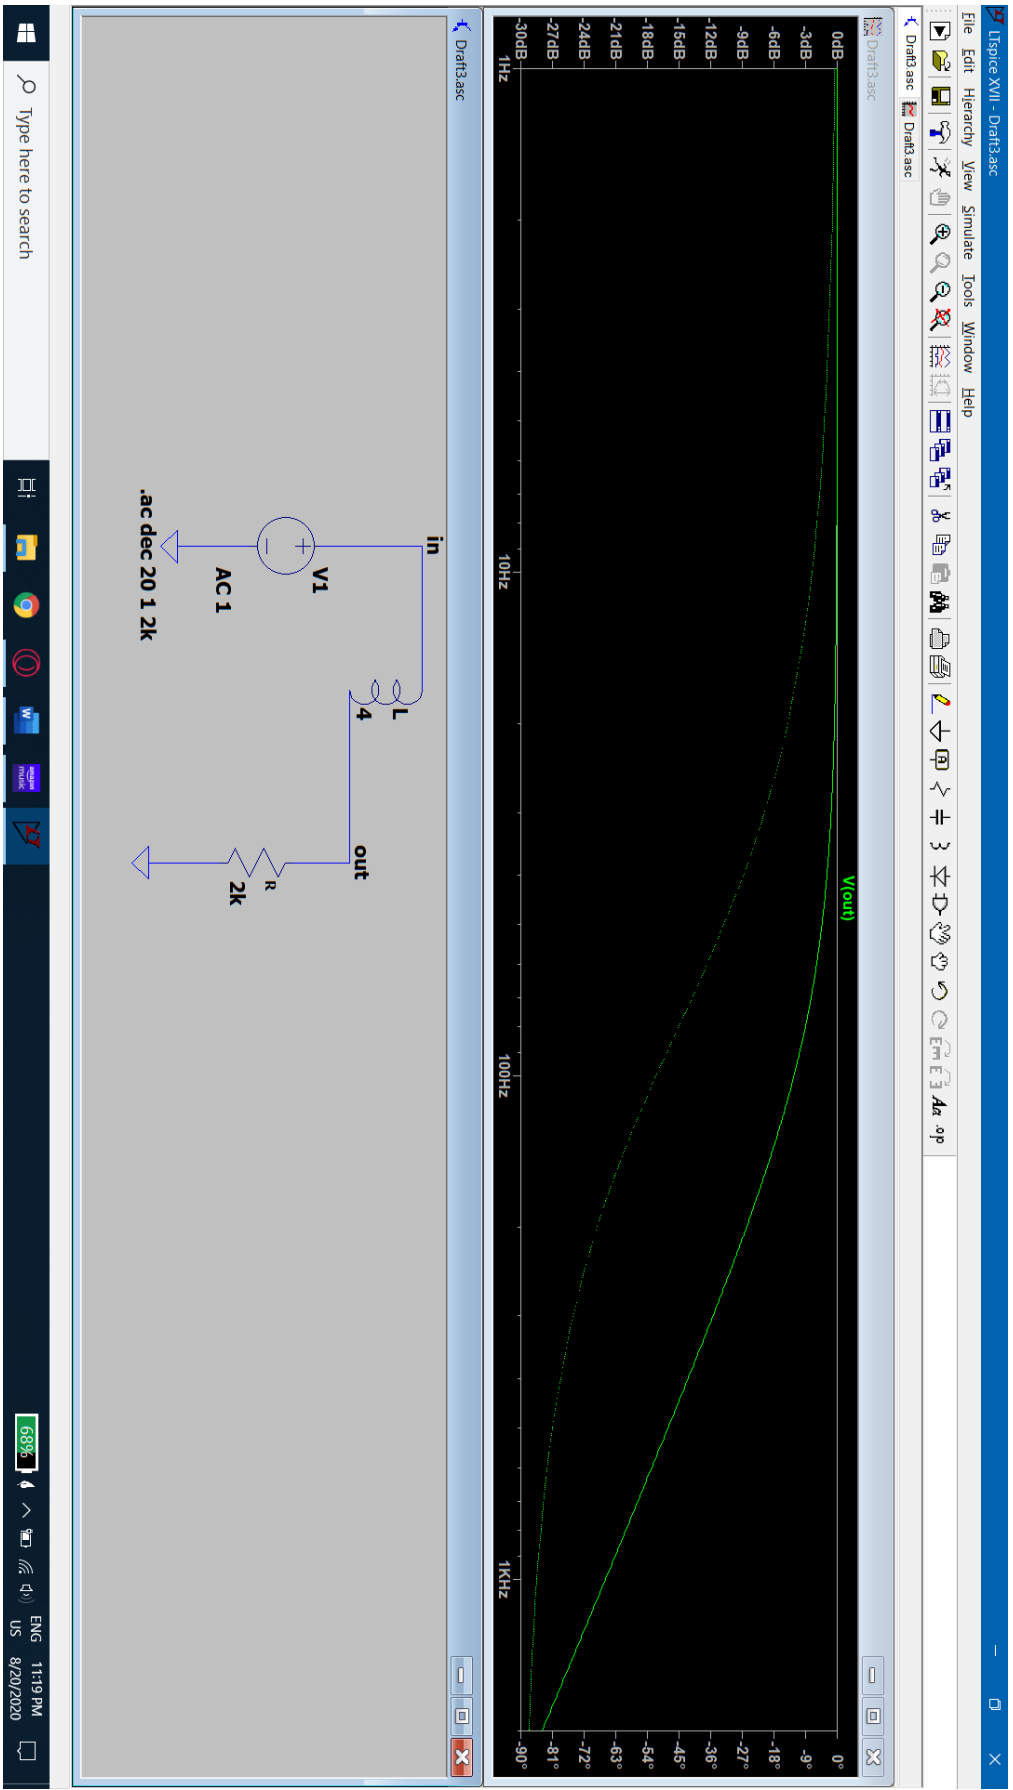 LTspice XVII - Draft3.asc
File Edit Hierarchy View Simulate Tools Window Help
Draft3.asc Draft3.asc
Draft3.asc
V(out)
0dB
-3dB
-6dB
-9dB
-12dB
-15dB
-18dB
-21dB
-24dB
-27dB
-30dB
0°
-9°
-18°
-27°
-36°
-45°
-54°
-63°
-72°
-81°
-90°
1Hz 10Hz 100Hz 1KHz
Draft3.asc
in
L
4
out
V1
R
2k
AC 1
.ac dec 20 1 2k
Type here to search
68%
ENG
US
11:19 PM
8/20/2020